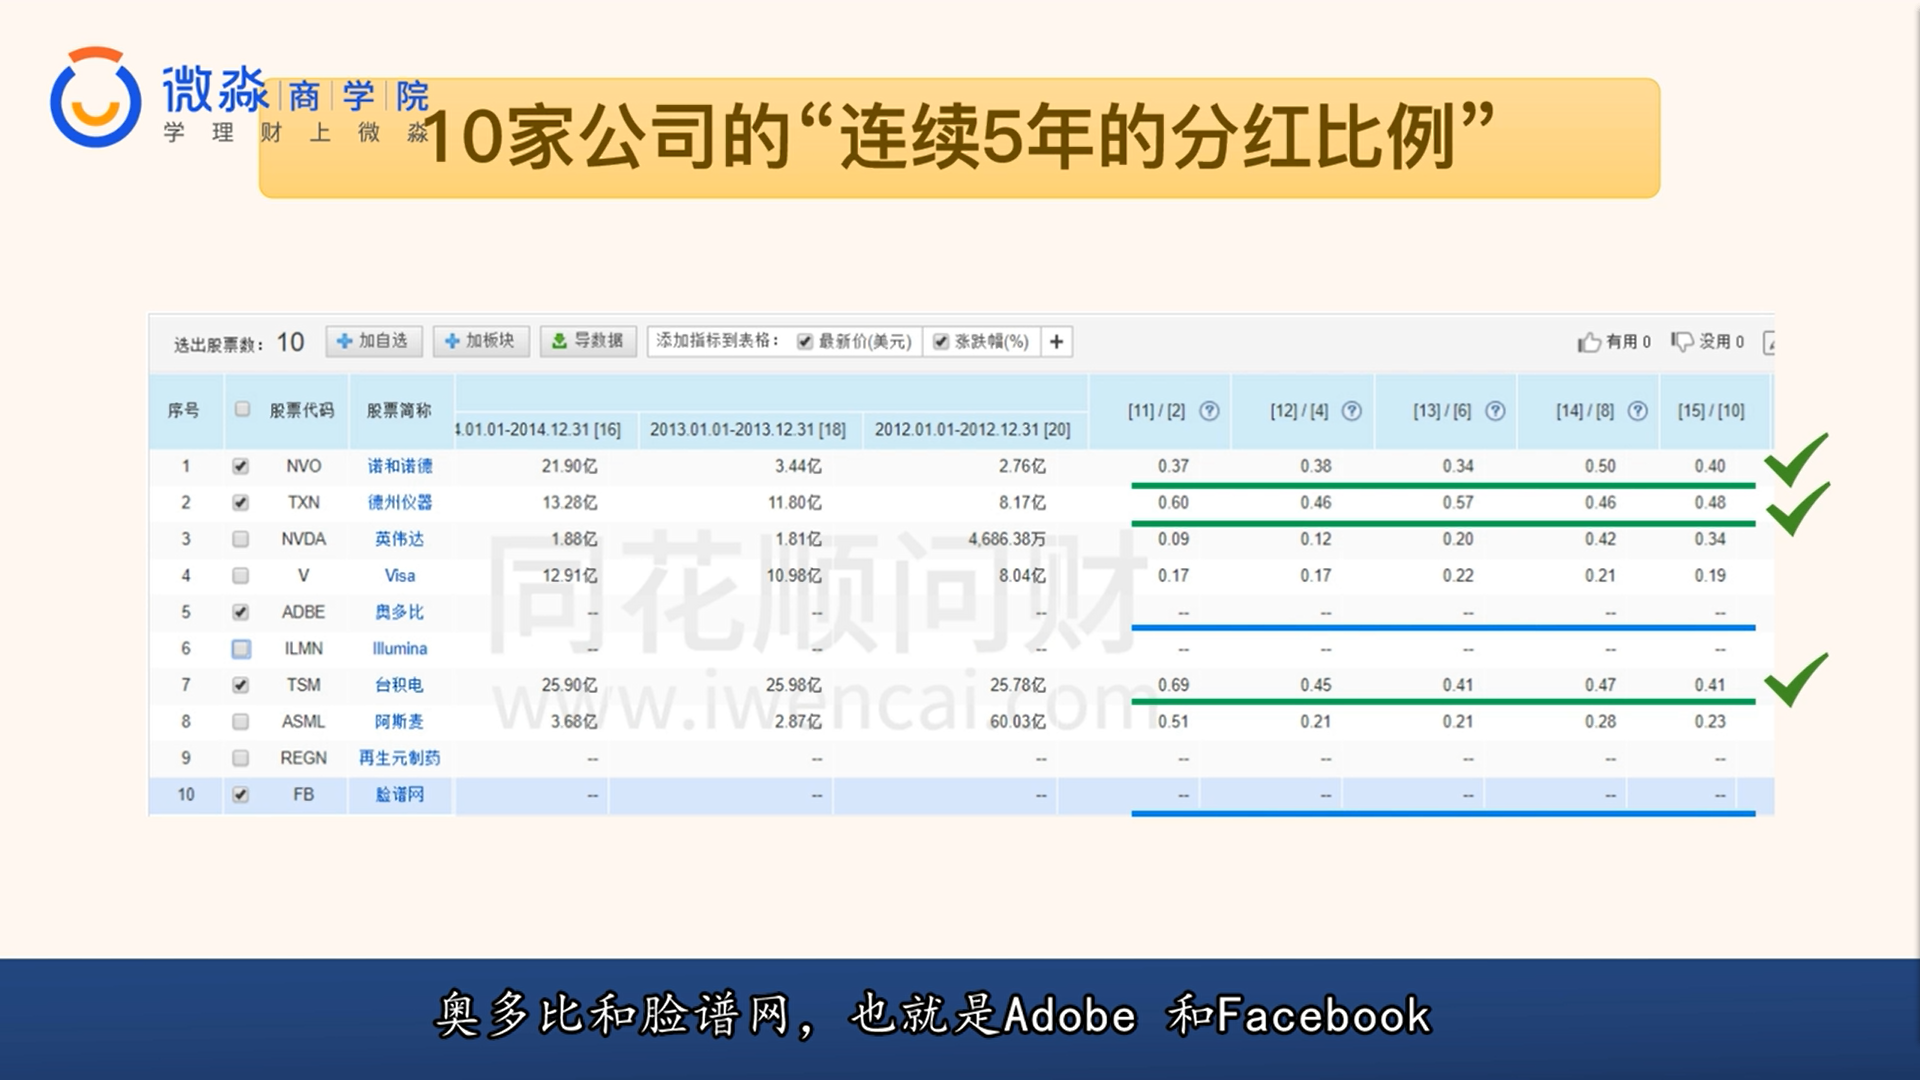 微淼 商 学 院
学 理 财 上 微 淼
10家公司的“连续5年的分红比例”
选出股票数： 10 加自选 加板块 导数据 添加指标到表格： 最新价(美元) 涨跌幅(%) + 有用 0 没用 0
序号 股票代码 股票简称 4.01.01-2014.12.31 [16] 2013.01.01-2013.12.31 [18] 2012.01.01-2012.12.31 [20] [11] / [2] ? [12] / [4] ? [13] / [6] ? [14] / [8] ? [15] / [10]
1 NVO 诺和诺德 21.90亿 3.44亿 2.76亿 0.37 0.38 0.34 0.50 0.40
2 TXN 德州仪器 13.28亿 11.80亿 8.17亿 0.60 0.46 0.57 0.46 0.48
3 NVDA 英伟达 1.88亿 1.81亿 4,686.38万 0.09 0.12 0.20 0.42 0.34
4 V Visa 12.91亿 10.98亿 8.04亿 0.17 0.17 0.22 0.21 0.19
5 ADBE 奥多比 -- -- -- -- -- -- -- --
6 ILMN Illumina -- -- -- -- -- -- -- --
7 TSM 台积电 25.90亿 25.98亿 25.78亿 0.69 0.45 0.41 0.47 0.41
8 ASML 阿斯麦 3.68亿 2.87亿 60.03亿 0.51 0.21 0.21 0.28 0.23
9 REGN 再生元制药 -- -- -- -- -- -- -- --
10 FB 脸谱网 -- -- -- -- -- -- -- --
同花顺问财
www.iwencai.com
奥多比和脸谱网，也就是Adobe 和Facebook